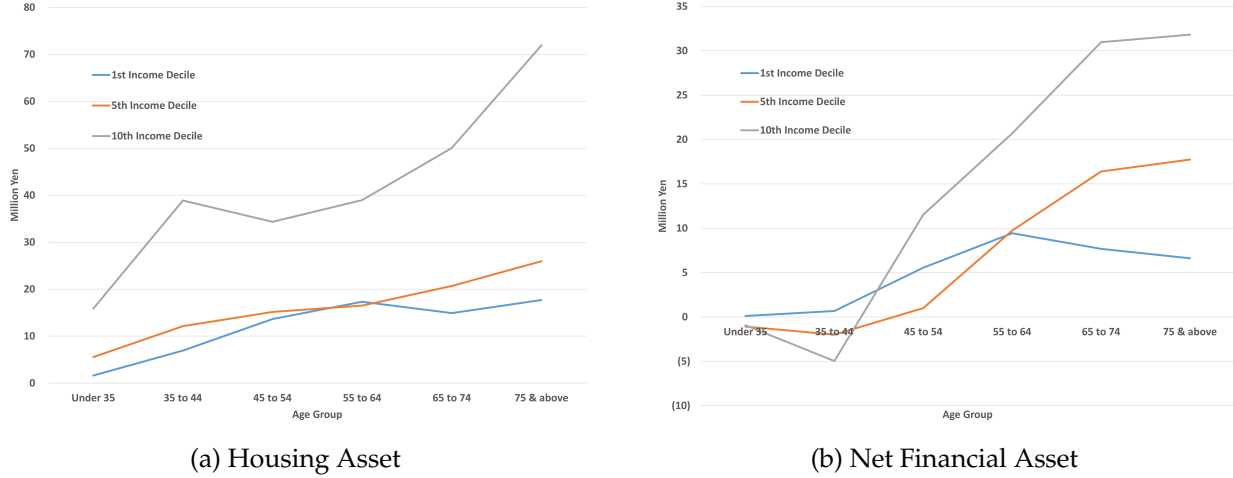 80
70
60
50
40
30
20
10
0
Million Yen
1st Income Decile
5th Income Decile
10th Income Decile
Under 35 35 to 44 45 to 54 55 to 64 65 to 74 75 & above
Age Group
(a) Housing Asset
35
30
25
20
15
10
5
0
(5)
(10)
Million Yen
1st Income Decile
5th Income Decile
10th Income Decile
Under 35 35 to 44 45 to 54 55 to 64 65 to 74 75 & above
Age Group
(b) Net Financial Asset